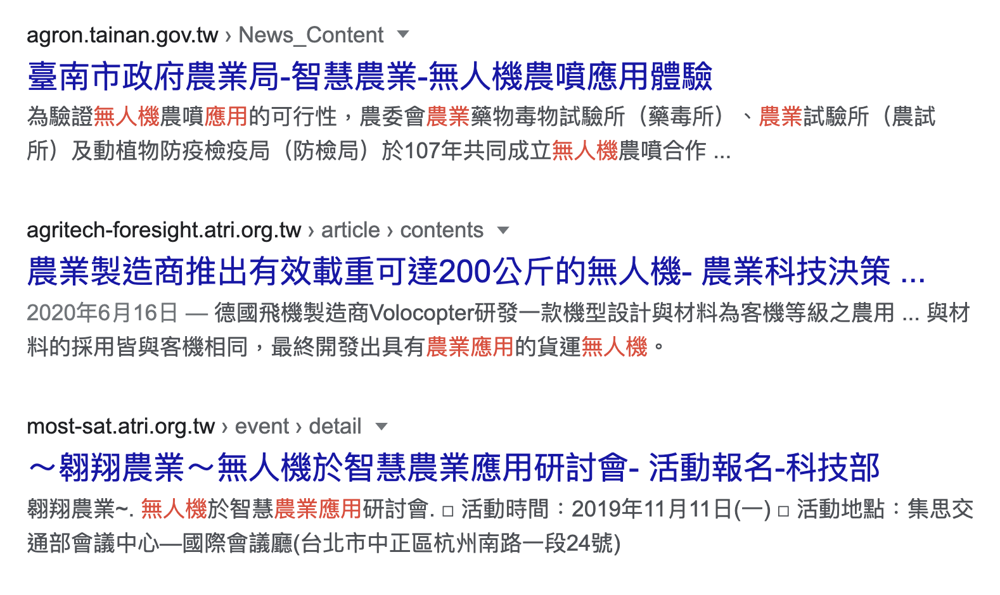 agron.tainan.gov.tw › News_Content
臺南市政府農業局-智慧農業-無人機農噴應用體驗
為驗證無人機農噴應用的可行性，農委會農業藥物毒物試驗所（藥毒所）、農業試驗所（農試
所）及動植物防疫檢疫局（防檢局）於107年共同成立無人機農噴合作 ...
agritech-foresight.atri.org.tw › article › contents
農業製造商推出有效載重可達200公斤的無人機- 農業科技決策 ...
2020年6月16日 — 德國飛機製造商Volocopter研發一款機型設計與材料為客機等級之農用 ... 與材
料的採用皆與客機相同，最終開發出具有農業應用的貨運無人機。
most-sat.atri.org.tw › event › detail
～翱翔農業～無人機於智慧農業應用研討會- 活動報名-科技部
翱翔農業~. 無人機於智慧農業應用研討會. □ 活動時間：2019年11月11日(一) □ 活動地點：集思交
通部會議中心—國際會議廳(台北市中正區杭州南路一段24號)